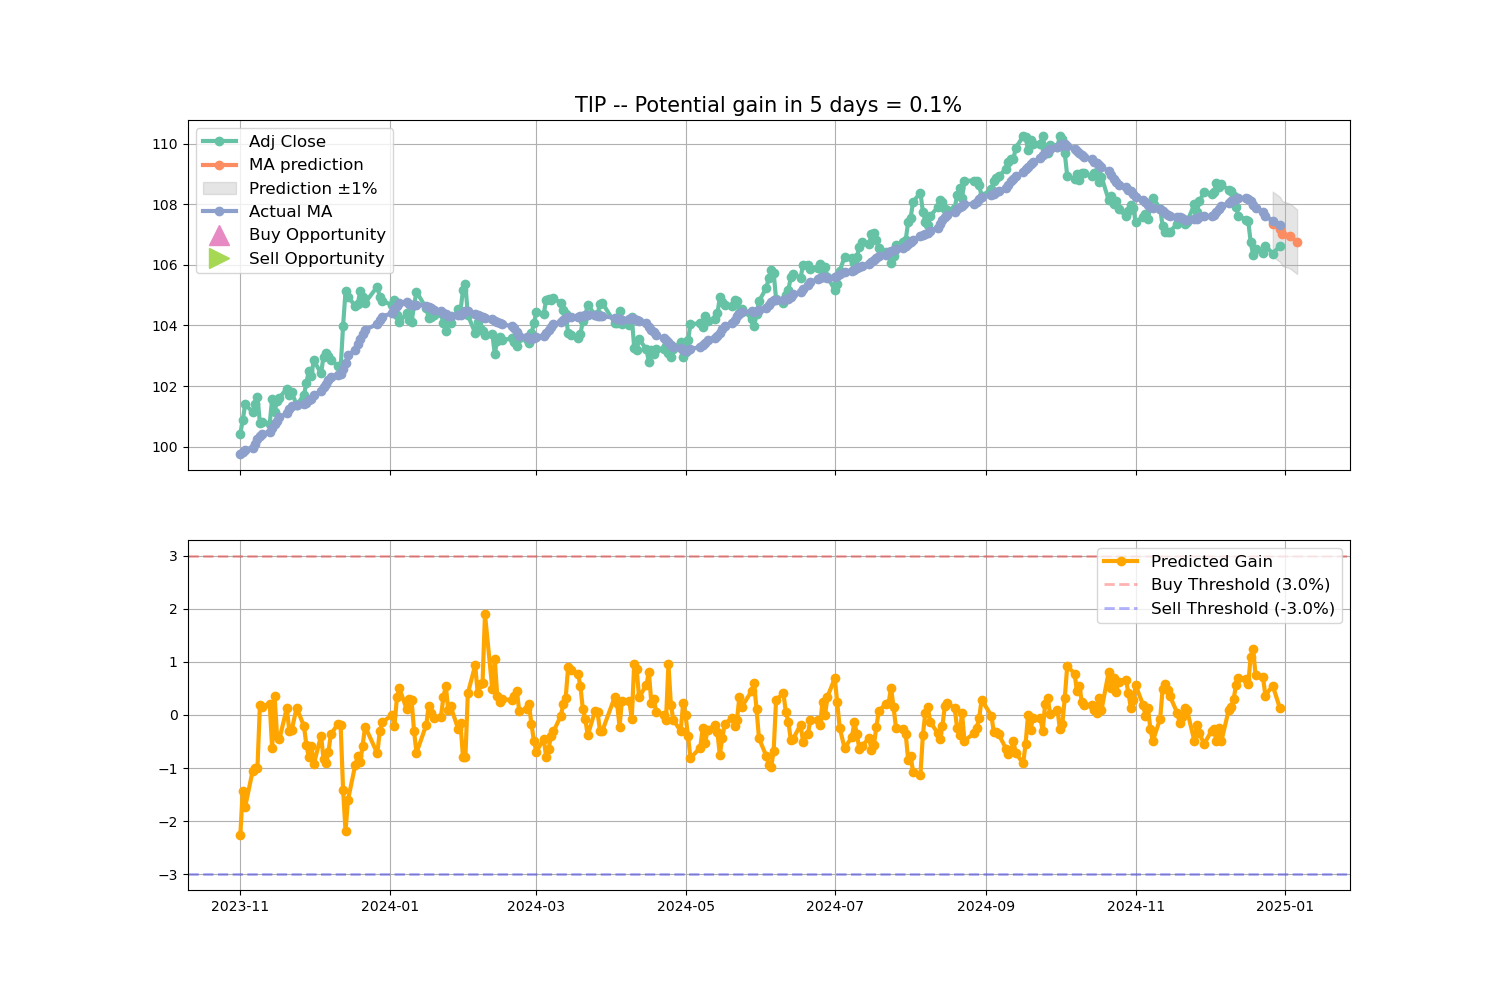 TIP -- Potential gain in 5 days = 0.1%
110
108
106
104
102
100
Adj Close
MA prediction
Prediction ±1%
Actual MA
Buy Opportunity
Sell Opportunity
3
2
1
0
−1
−2
−3
Predicted Gain
Buy Threshold (3.0%)
Sell Threshold (-3.0%)
2023-11 2024-01 2024-03 2024-05 2024-07 2024-09 2024-11 2025-01